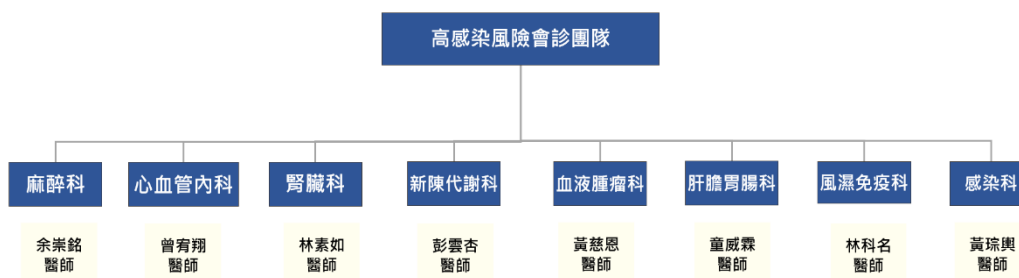 高感染風險會診團隊
麻醉科
心血管內科
腎臟科
新陳代謝科
血液腫瘤科
肝膽胃腸科
風濕免疫科
感染科
余崇銘
醫師
曾宥翔
醫師
林素如
醫師
彭雲杏
醫師
黃慈恩
醫師
童威霖
醫師
林科名
醫師
黃琮輿
醫師